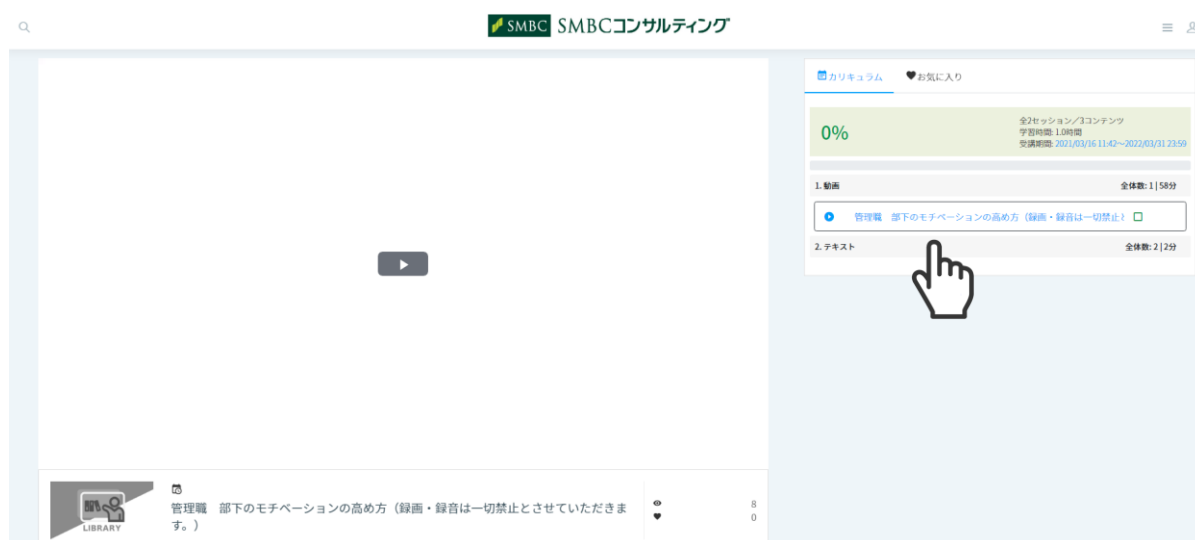 SMBC SMBCコンサルティング
カリキュラム お気に入り
0%
全2セッション／3コンテンツ
学習時間: 1.0時間
受講期間: 2021/03/16 11:42～2022/03/31 23:59
1. 動画 全体数: 1 | 58分
管理職 部下のモチベーションの高め方（録画・録音は一切禁止と
2. テキスト 全体数: 2 | 2分
LIBRARY
管理職 部下のモチベーションの高め方（録画・録音は一切禁止とさせていただきま
す。）
8
0